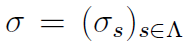 σ = (σ_s)_{s∈Λ}